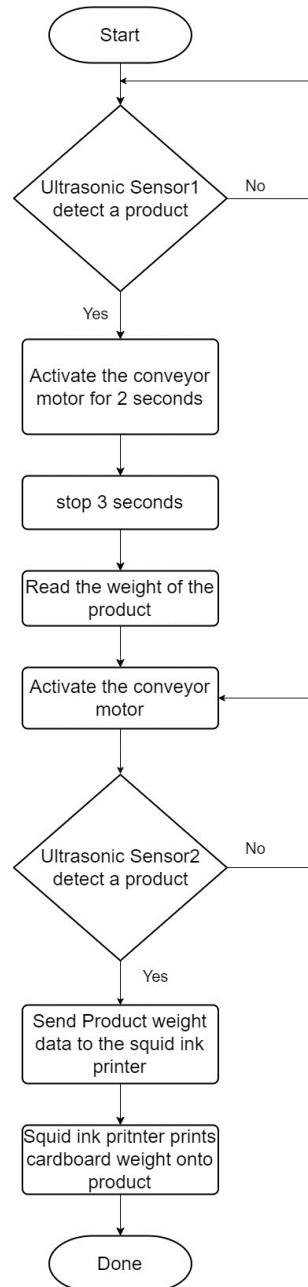 Start
Ultrasonic Sensor1
detect a product
No
Yes
Activate the conveyor
motor for 2 seconds
stop 3 seconds
Read the weight of the
product
Activate the conveyor
motor
Ultrasonic Sensor2
detect a product
No
Yes
Send Product weight
data to the squid ink
printer
Squid ink pritnter prints
cardboard weight onto
product
Done